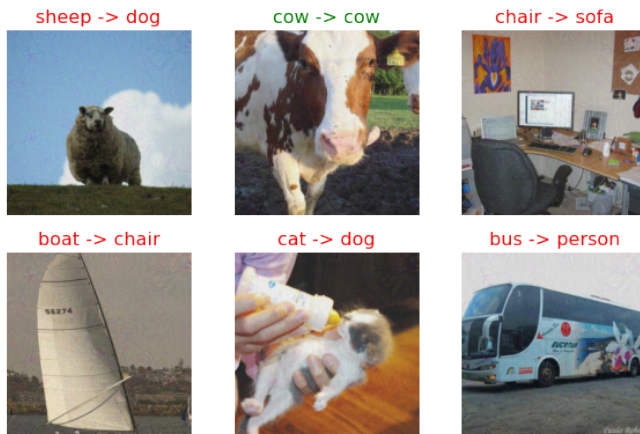 sheep -> dog
cow -> cow
chair -> sofa
boat -> chair
cat -> dog
bus -> person
56274